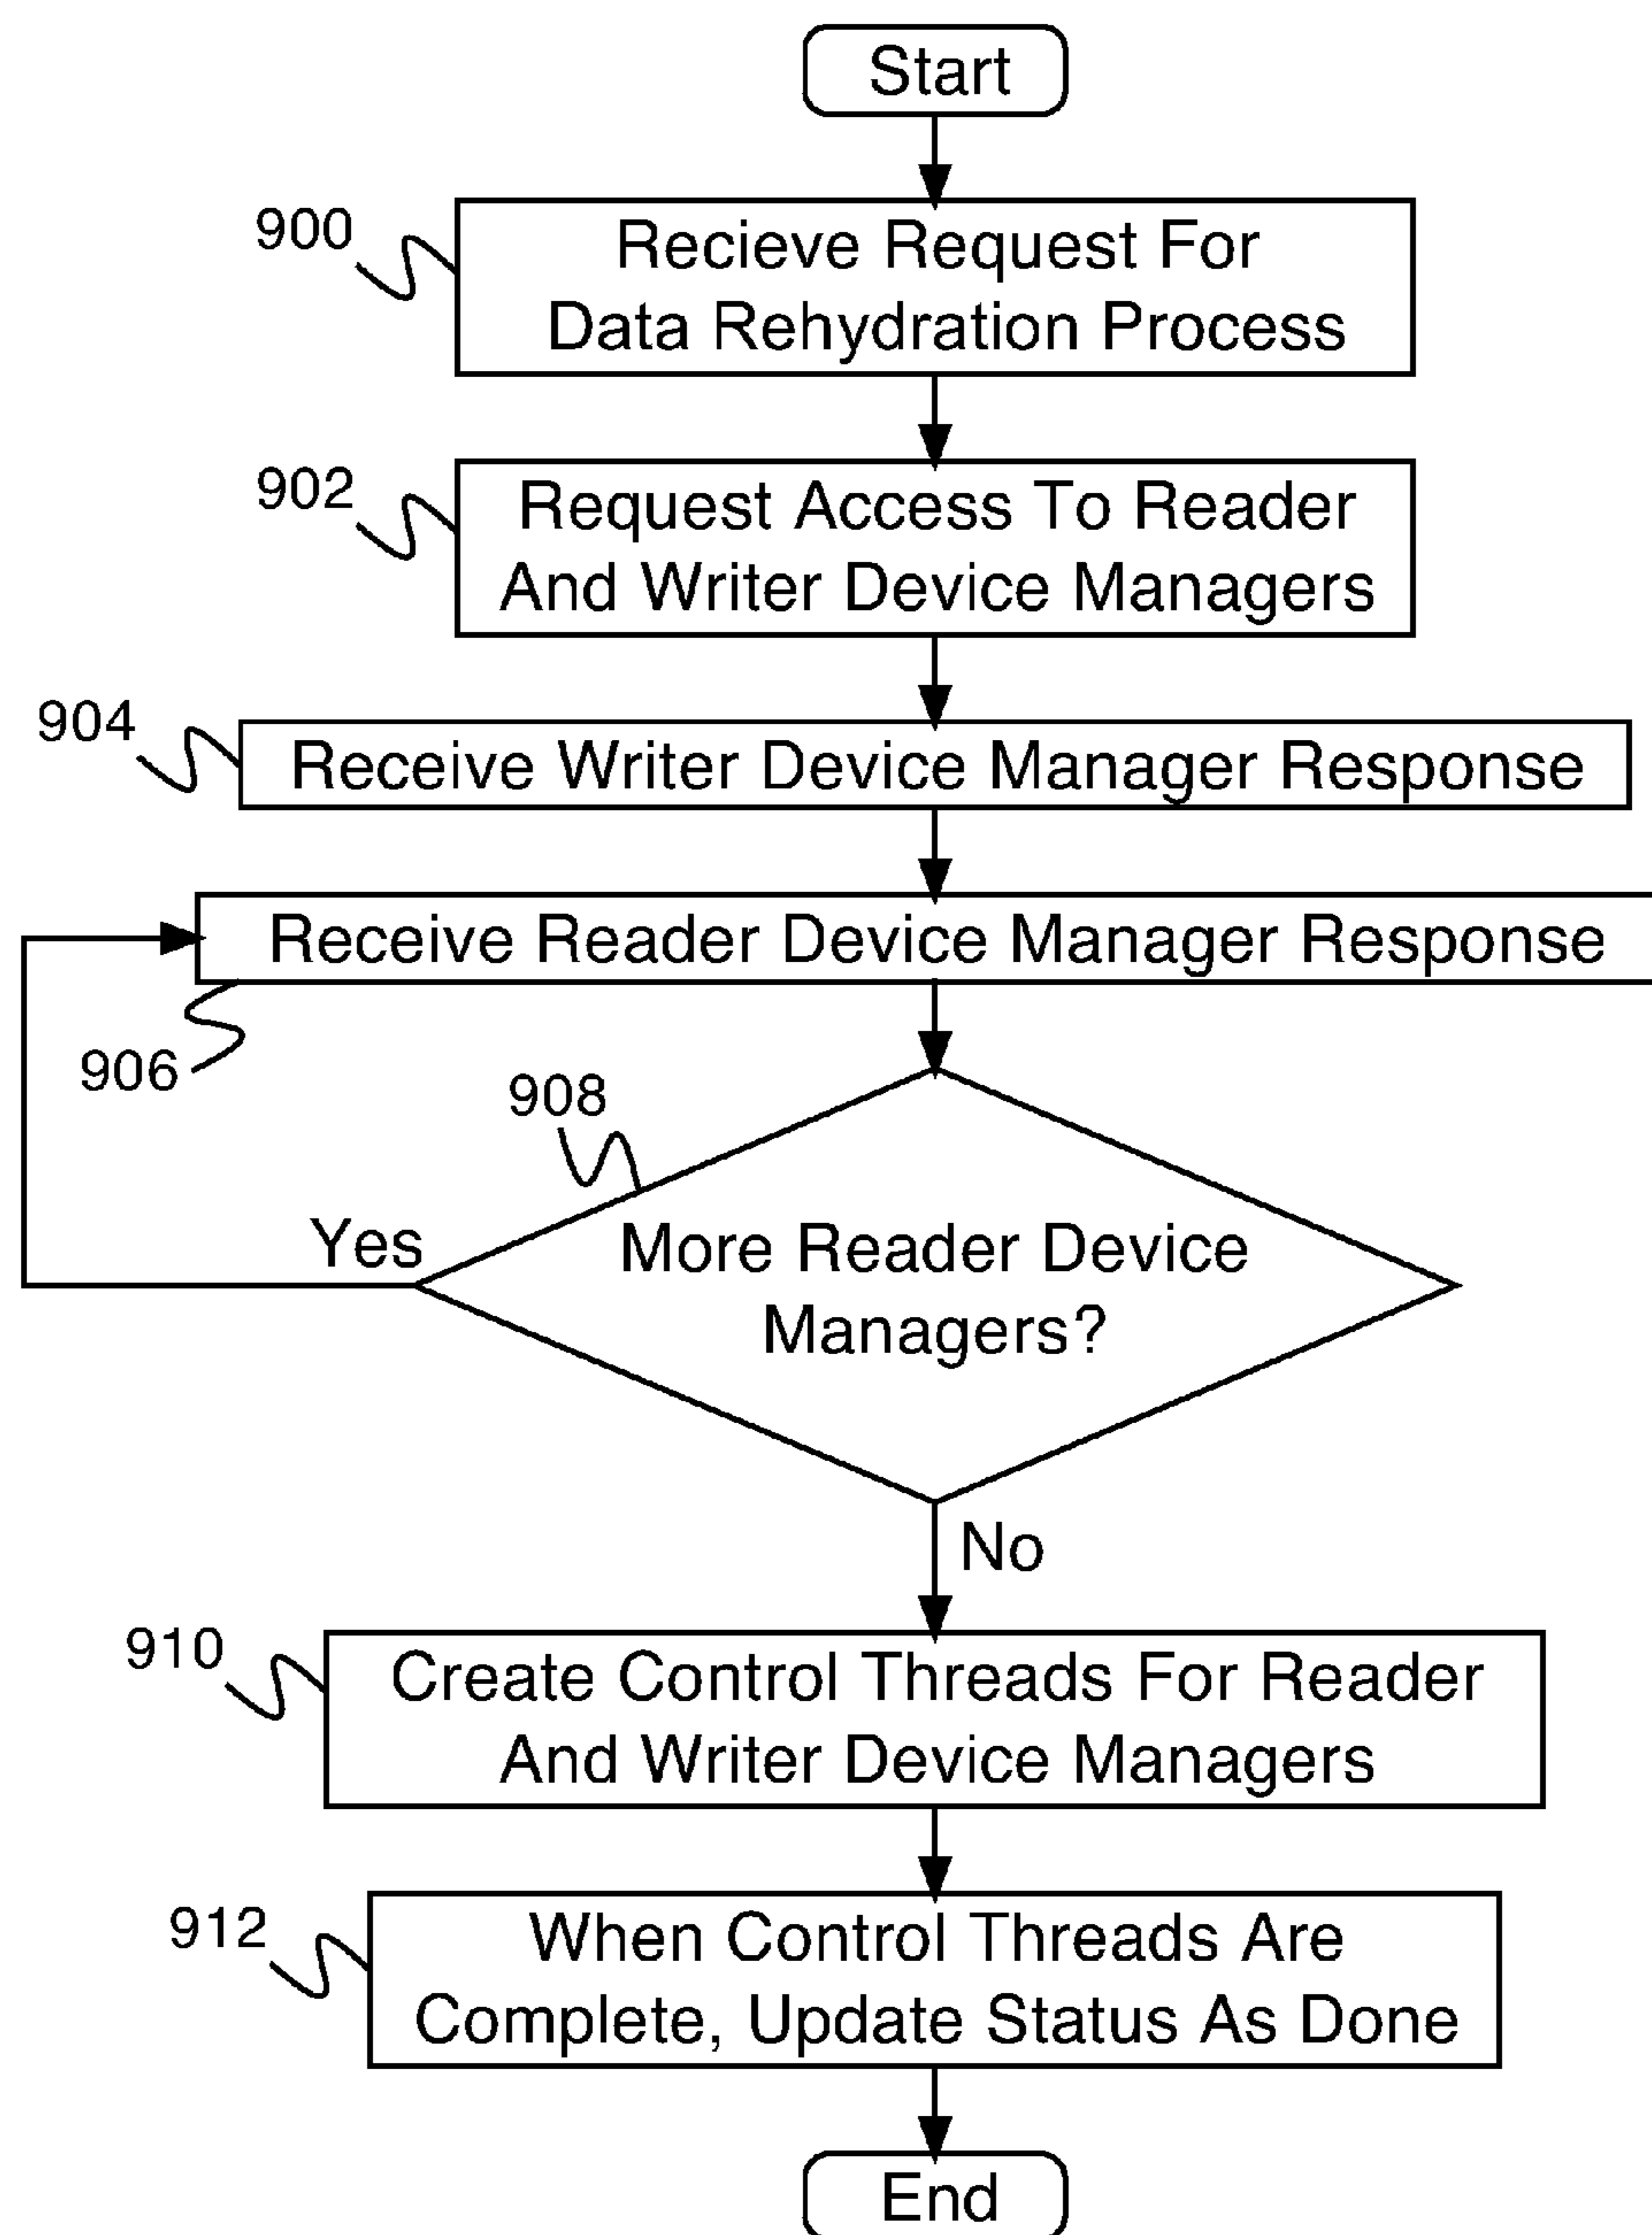 Start
900
Recieve Request For
Data Rehydration Process
902
Request Access To Reader
And Writer Device Managers
904
Receive Writer Device Manager Response
Receive Reader Device Manager Response
906
908
Yes
More Reader Device
Managers?
No
910
Create Control Threads For Reader
And Writer Device Managers
912
When Control Threads Are
Complete, Update Status As Done
End